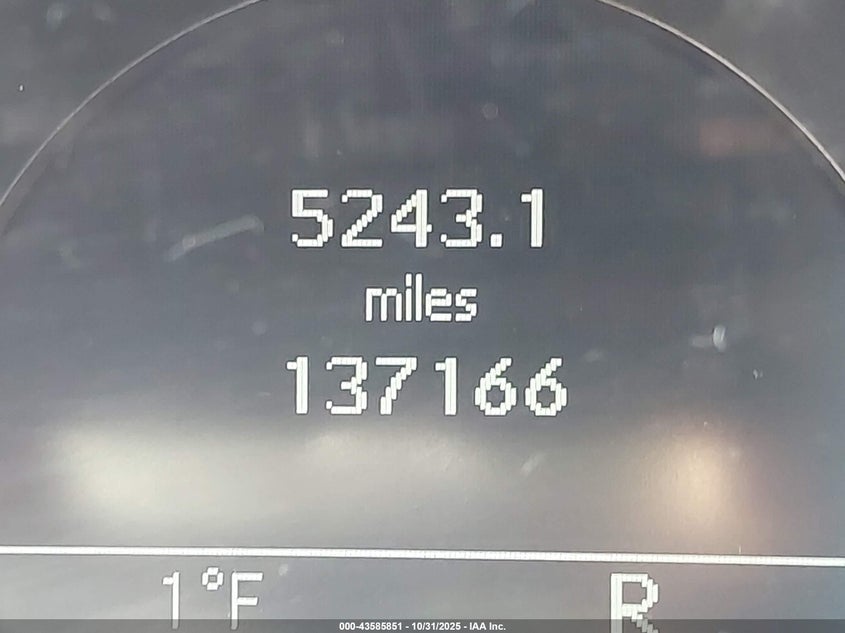 5243.1
miles
137166
1°F R
000-43585851 - 10/31/2025 - IAA Inc.